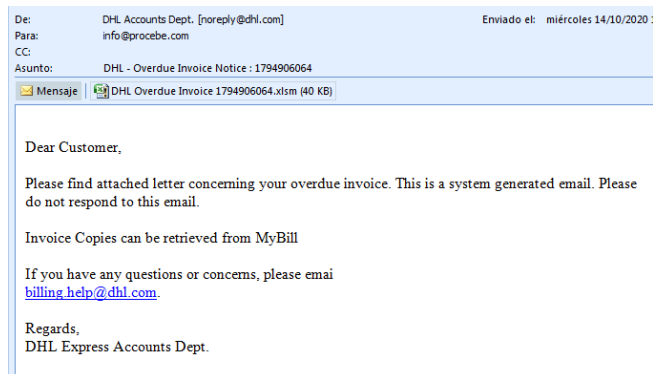 De: DHL Accounts Dept. [noreply@dhl.com] Enviado el: miércoles 14/10/2020
Para: info@procebe.com
CC:
Asunto: DHL - Overdue Invoice Notice : 1794906064
Mensaje DHL Overdue Invoice 1794906064.xlsm (40 KB)
Dear Customer,
Please find attached letter concerning your overdue invoice. This is a system generated email. Please
do not respond to this email.
Invoice Copies can be retrieved from MyBill
If you have any questions or concerns, please emai
billing.help@dhl.com.
Regards,
DHL Express Accounts Dept.